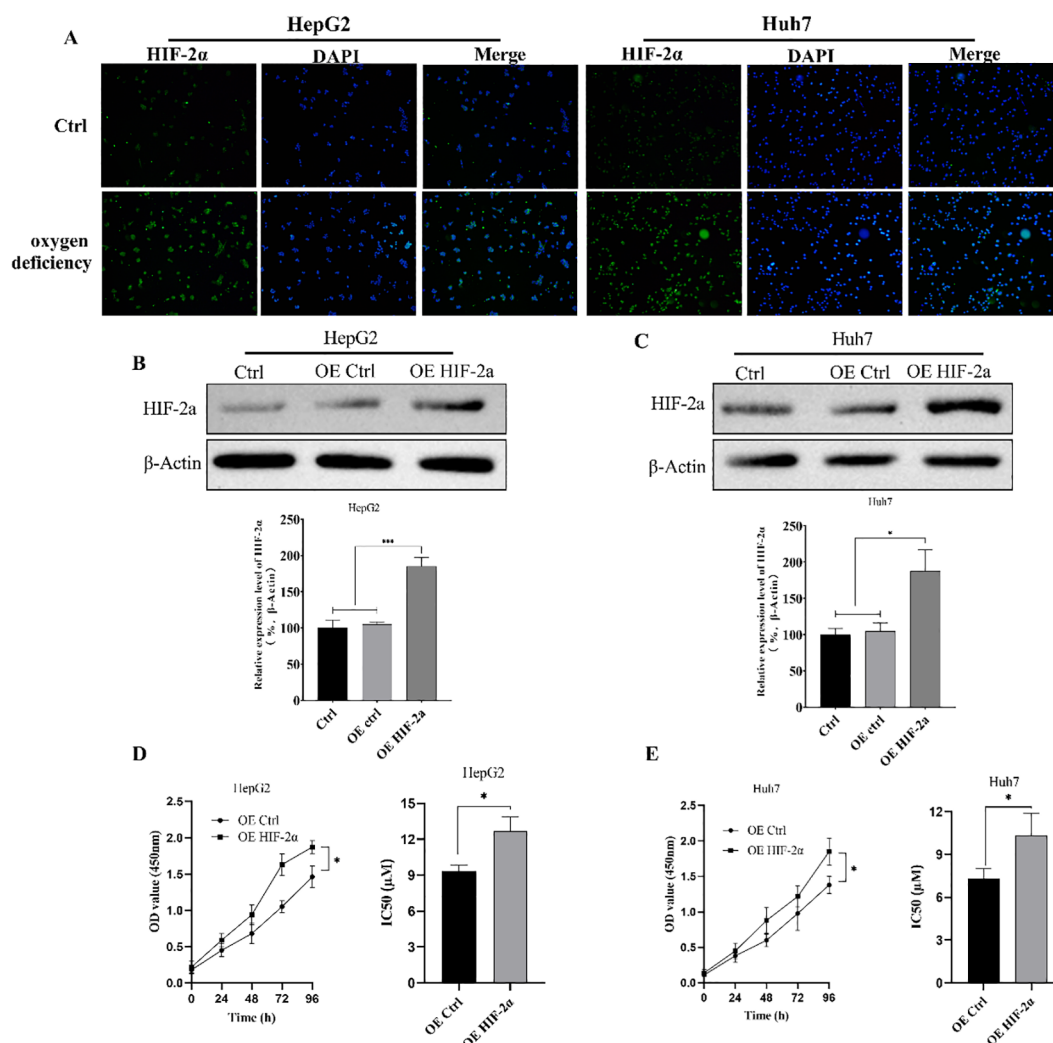 HepG2
Huh7
A
HIF-2α
DAPI
Merge
HIF-2α
DAPI
Merge
Ctrl
oxygen
deficiency
B
HepG2
Ctrl
OE Ctrl
OE HIF-2a
HIF-2a
β-Actin
HepG2
Relative expression level of HIF-2α
( %, β-Actin)
250
200
150
100
50
0
***
Ctrl
OE ctrl
OE HIF-2a
C
Huh7
Ctrl
OE Ctrl
OE HIF-2a
HIF-2a
β-Actin
Huh7
Relative expression level of HIF-2α
( %, β-Actin)
250
200
150
100
50
0
*
Ctrl
OE ctrl
OE HIF-2a
D
HepG2
OD value (450nm)
2.5
2.0
1.5
1.0
0.5
0.0
OE Ctrl
OE HIF-2α
*
0 24 48 72 96
Time (h)
HepG2
IC50 (μM)
15
12
9
6
3
0
*
OE Ctrl
OE HIF-2α
E
Huh7
OD value (450nm)
2.5
2.0
1.5
1.0
0.5
0.0
OE Ctrl
OE HIF-2α
*
0 24 48 72 96
Time (h)
Huh7
IC50 (μM)
12
9
6
3
0
*
OE Ctrl
OE HIF-2α